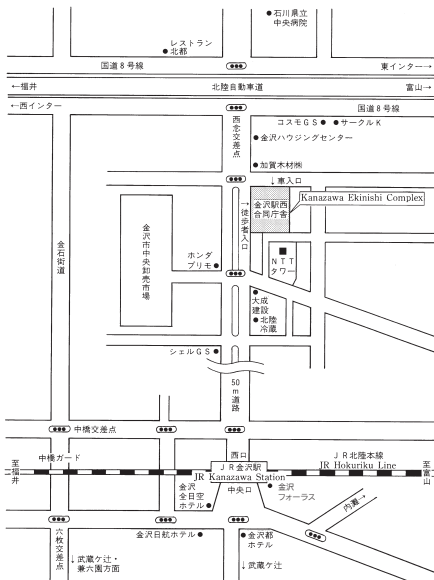 石川県立
中央病院
レストラン
北都
国道8号線
東インター→
←福井
北陸自動車道
富山→
←西インター
国道8号線
西念交差点
コスモGS
サークルK
金沢ハウジングセンター
加賀木材㈱
↓車入口
→徒歩者入口
金沢駅西
合同庁舎
Kanazawa Ekinishi Complex
金石街道
金沢市中央卸売市場
ホンダ
プリモ
NTT
タワー
大成
建設
北陸
冷蔵
シェルGS
50m道路
中橋交差点
中橋ガード
西口
JR金沢駅
JR Kanazawa Station
中央口
JR北陸本線
JR Hokuriku Line
至福井
至富山
金沢
全日空
ホテル
金沢
フォーラス
内灘→
六枚交差点
金沢日航ホテル
金沢都
ホテル
↓武蔵ケ辻・
兼六園方面
↓武蔵ケ辻